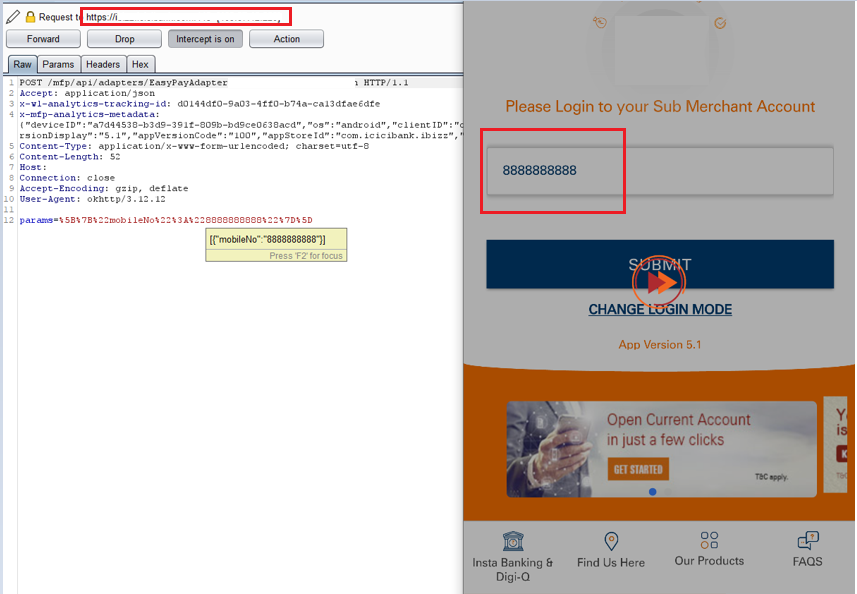 Request to https://i
Forward Drop Intercept is on Action
Raw Params Headers Hex
1 POST /mfp/api/adapters/EasyPayAdapter HTTP/1.1
2 Accept: application/json
3 x-wl-analytics-tracking-id: d0144df0-9a03-4ff0-b74a-ca13dfae6dfe
4 x-mfp-analytics-metadata:
{"deviceID":"a7d44538-b3d9-391f-809b-bd9ce0638acd","os":"android","clientID":"
rsionDisplay":"5.1","appVersionCode":"100","appStoreId":"com.icicibank.ibizz","
5 Content-Type: application/x-www-form-urlencoded; charset=utf-8
6 Content-Length: 52
7 Host:
8 Connection: close
9 Accept-Encoding: gzip, deflate
10 User-Agent: okhttp/3.12.12
11
12 params=%5B%7B%22mobileNo%22%3A%228888888888%22%7D%5D
[{"mobileNo":"8888888888"}]
Press 'F2' for focus
Please Login to your Sub Merchant Account
8888888888
SUBMIT
CHANGE LOGIN MODE
App Version 5.1
Open Current Account
in just a few clicks
GET STARTED
T&C apply.
Insta Banking &
Digi-Q
Find Us Here
Our Products
FAQS